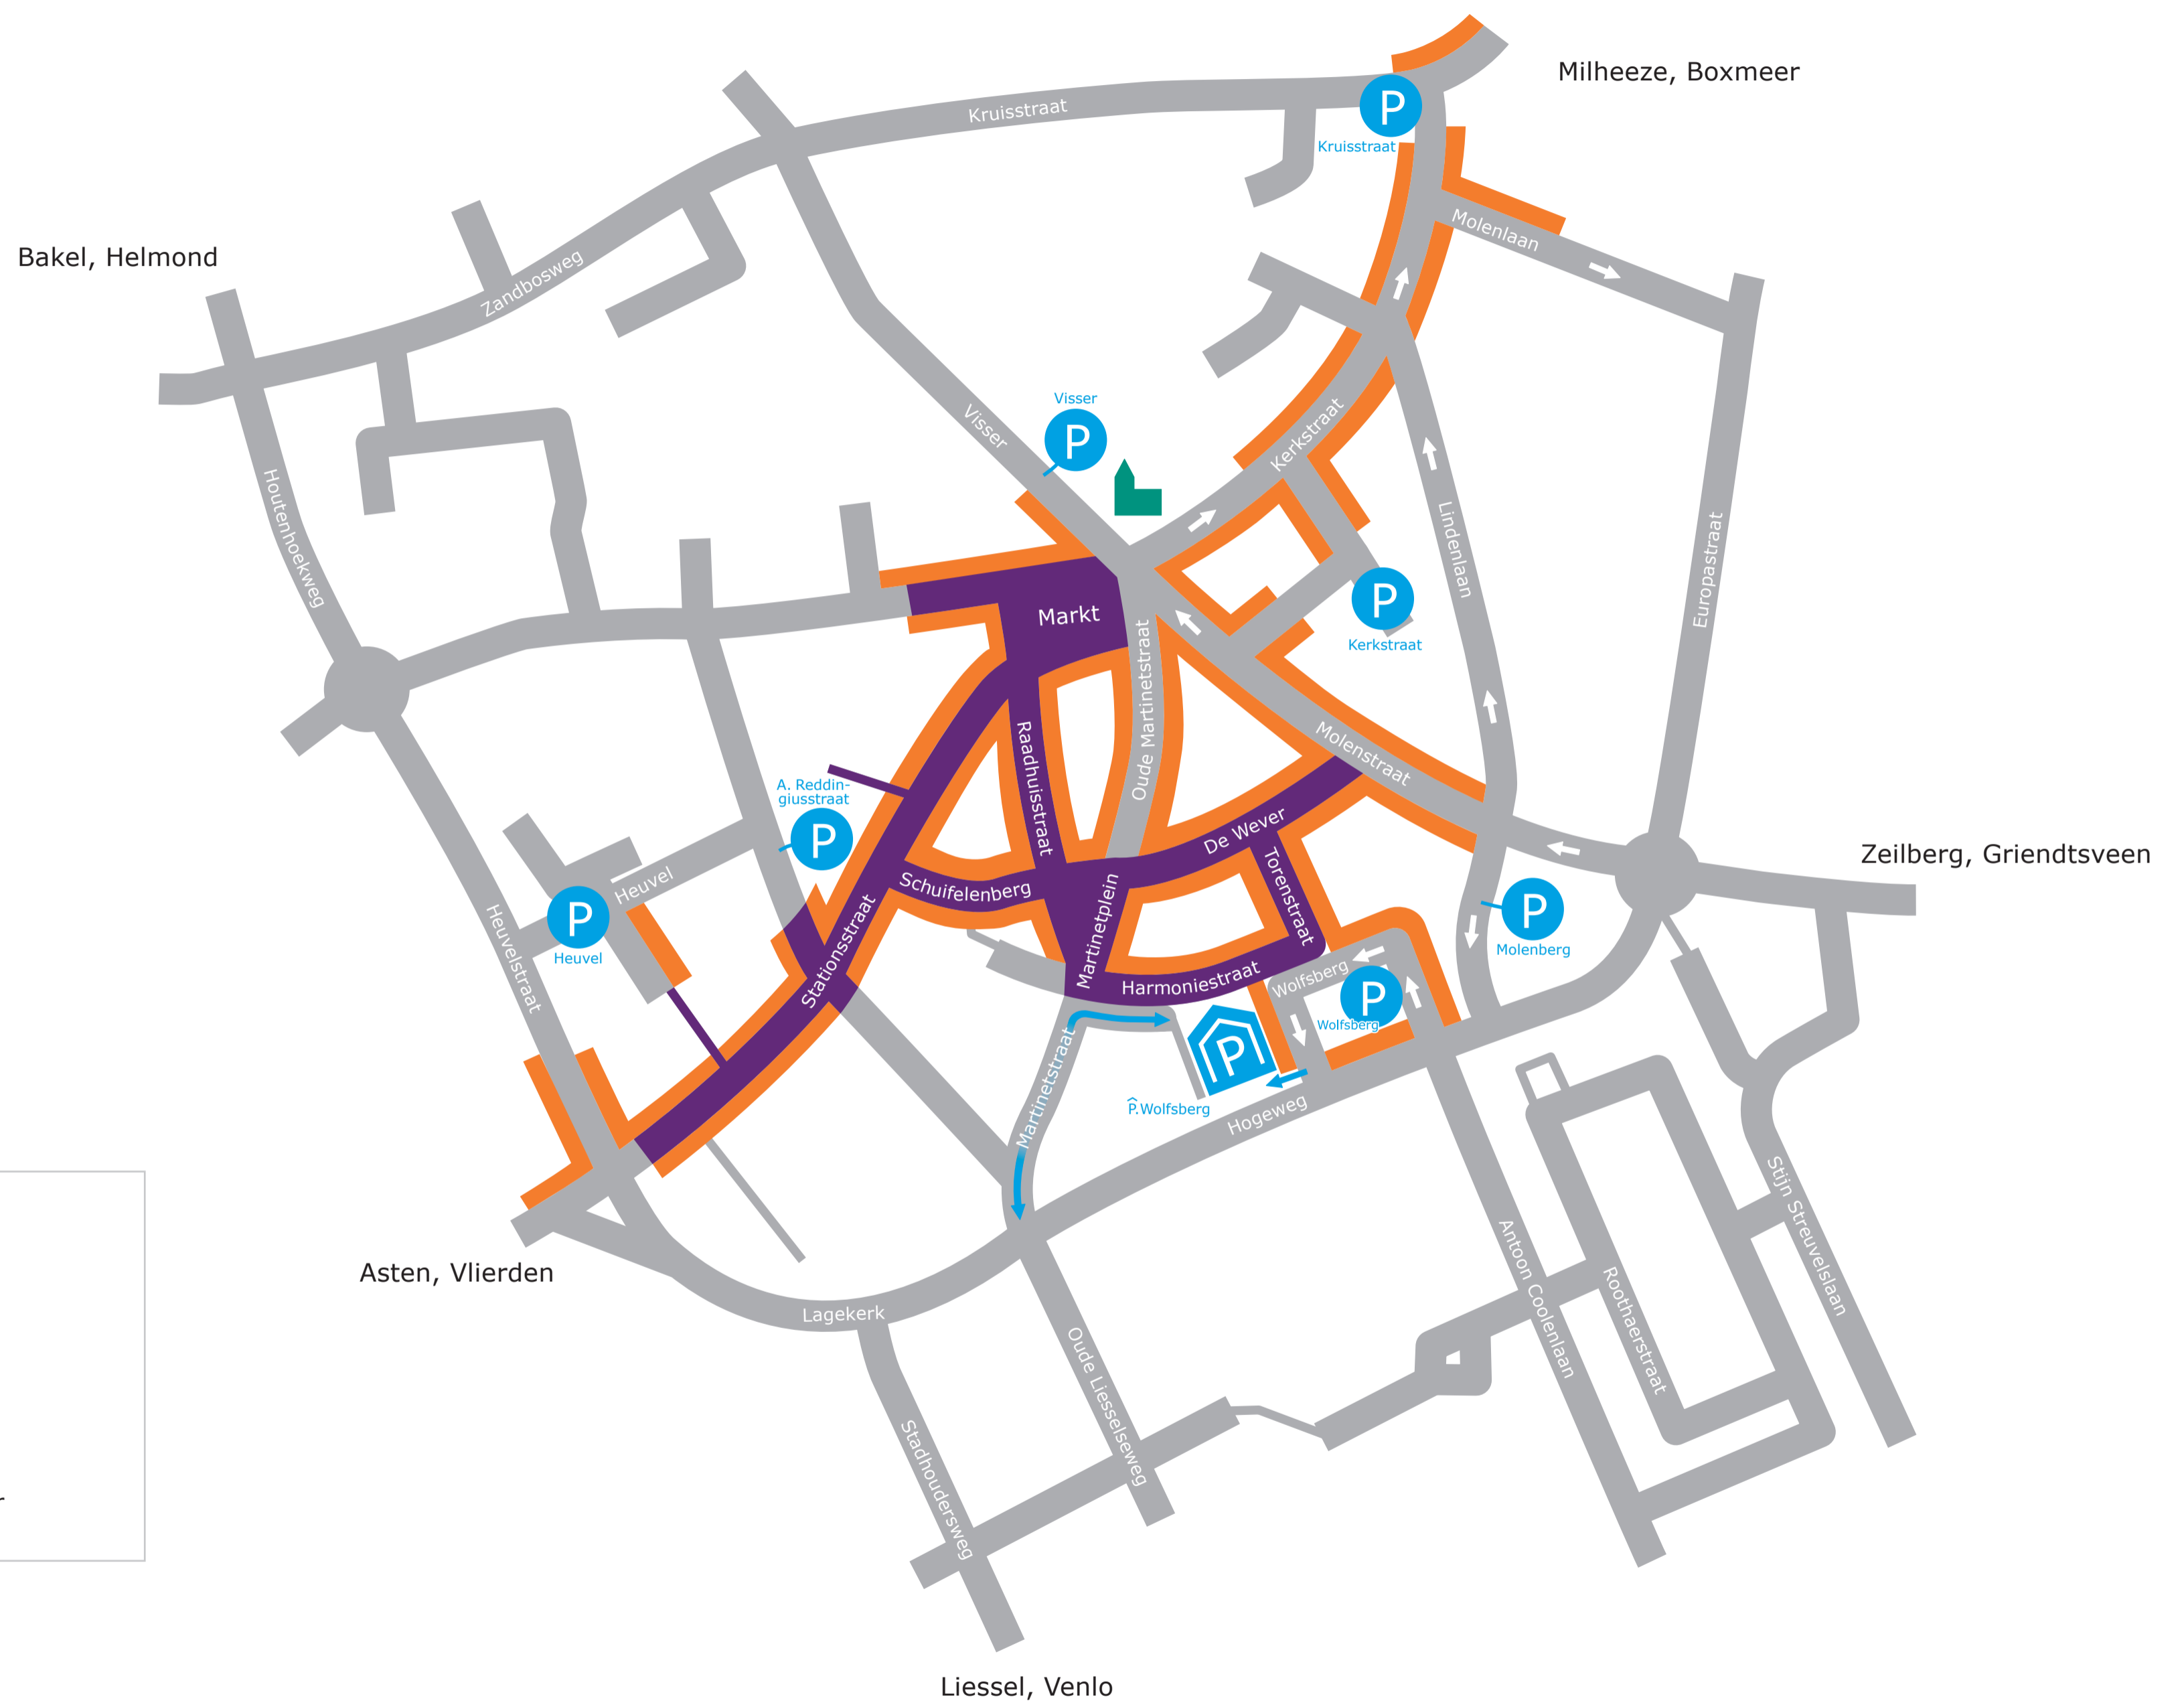 Milheeze, Boxmeer
Kruisstraat
P
Kruisstraat
Molenlaan
Bakel, Helmond
Zandbosweg
Visser
P
Visser
Kerkstraat
Houtenhoekweg
Lindenlaan
Europastraat
Markt
P
Kerkstraat
Oude Martinetstraat
Raadhuisstraat
Molenstraat
A. Reddin-
giusstraat
P
De Wever
Torenstraat
Zeilberg, Griendtsveen
Heuvel
P
Heuvel
Schuifelenberg
Stationsstraat
Martinetplein
Harmoniestraat
Heuvelstraat
P
Molenberg
Wolfsberg
P
Wolfsberg
P
P.Wolfsberg
Martinetstraat
Hogeweg
Asten, Vlierden
Lagekerk
Stijn Streuvelslaan
Antoon Coolenlaan
Roothaerstraat
Oude Liesselseweg
Stadhoudersweg
Liessel, Venlo